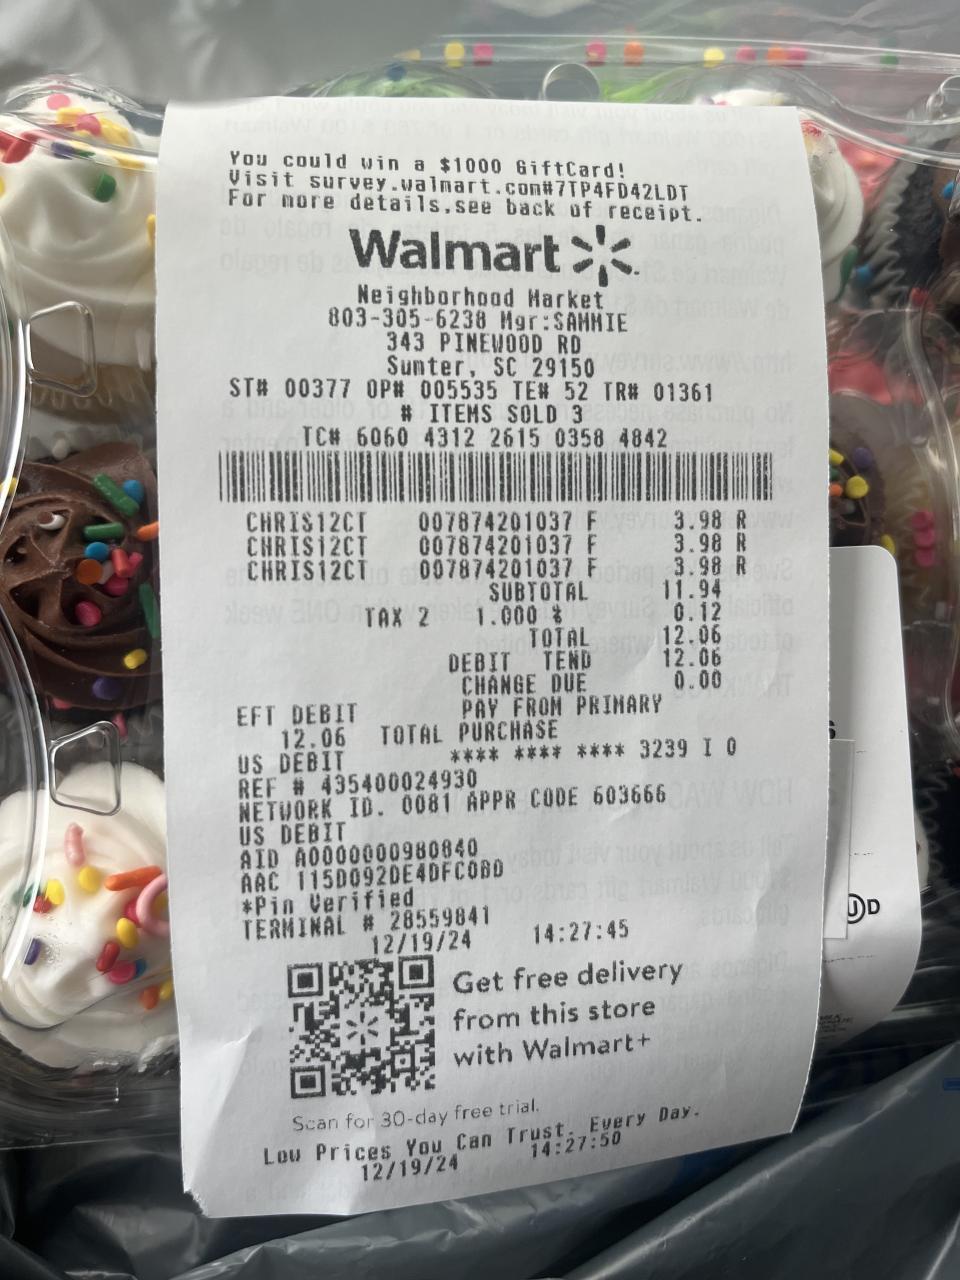 You could win a $1000 GiftCard!
Visit survey.walmart.com#7TP4FD42LDT
For more details,see back of receipt.
Walmart
Neighborhood Market
803-305-6238 Mgr:SAMMIE
343 PINEWOOD RD
Sumter, SC 29150
ST# 00377 OP# 005535 TE# 52 TR# 01361
# ITEMS SOLD 3
TC# 6060 4312 2615 0358 4842
CHRIS12CT 007874201037 F 3.98 R
CHRIS12CT 007874201037 F 3.98 R
CHRIS12CT 007874201037 F 3.98 R
SUBTOTAL 11.94
TAX 2 1.000 % 0.12
TOTAL 12.06
DEBIT TEND 12.06
CHANGE DUE 0.00
EFT DEBIT PAY FROM PRIMARY
12.06 TOTAL PURCHASE
US DEBIT **** **** **** 3239 I 0
REF # 435400024930
NETWORK ID. 0081 APPR CODE 603666
US DEBIT
AID A0000000980840
AAC 115D092DE4DFC0BD
*Pin Verified
TERMINAL # 28559841
12/19/24 14:27:45
Get free delivery
from this store
with Walmart+
Scan for 30-day free trial.
Low Prices You Can Trust. Every Day.
12/19/24 14:27:50